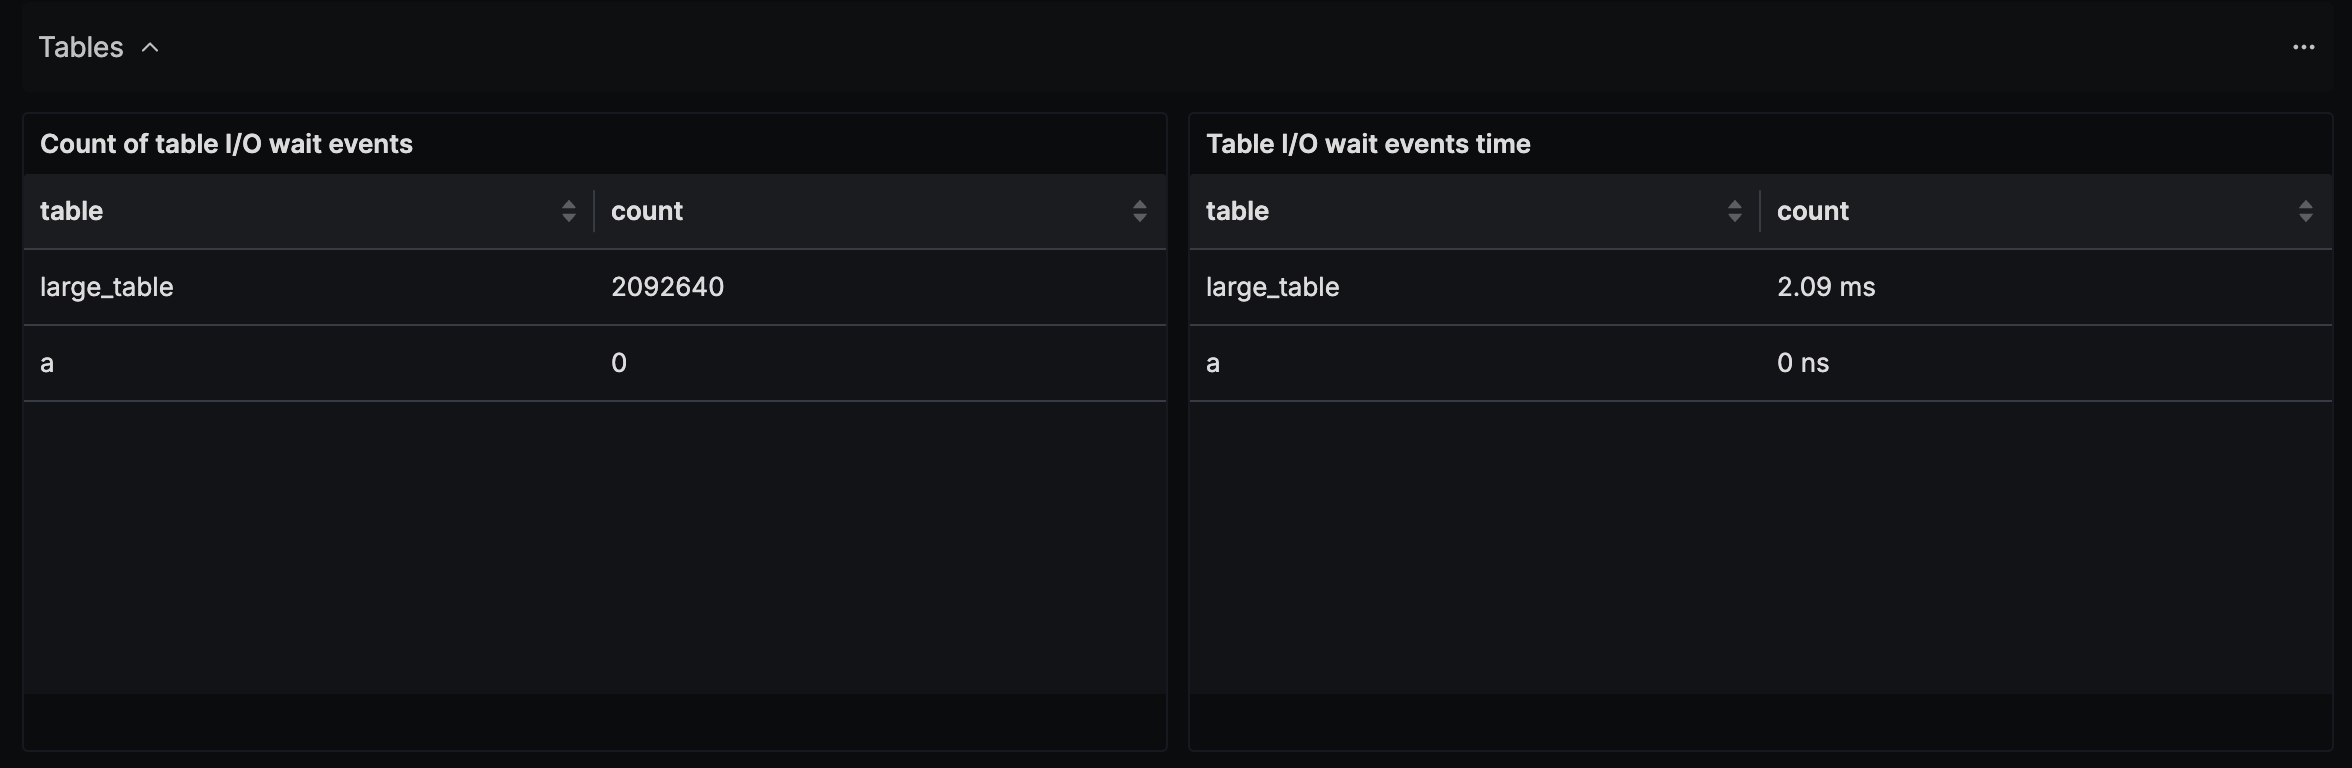 Tables
Count of table I/O wait events
table count
large_table 2092640
a 0
Table I/O wait events time
table count
large_table 2.09 ms
a 0 ns